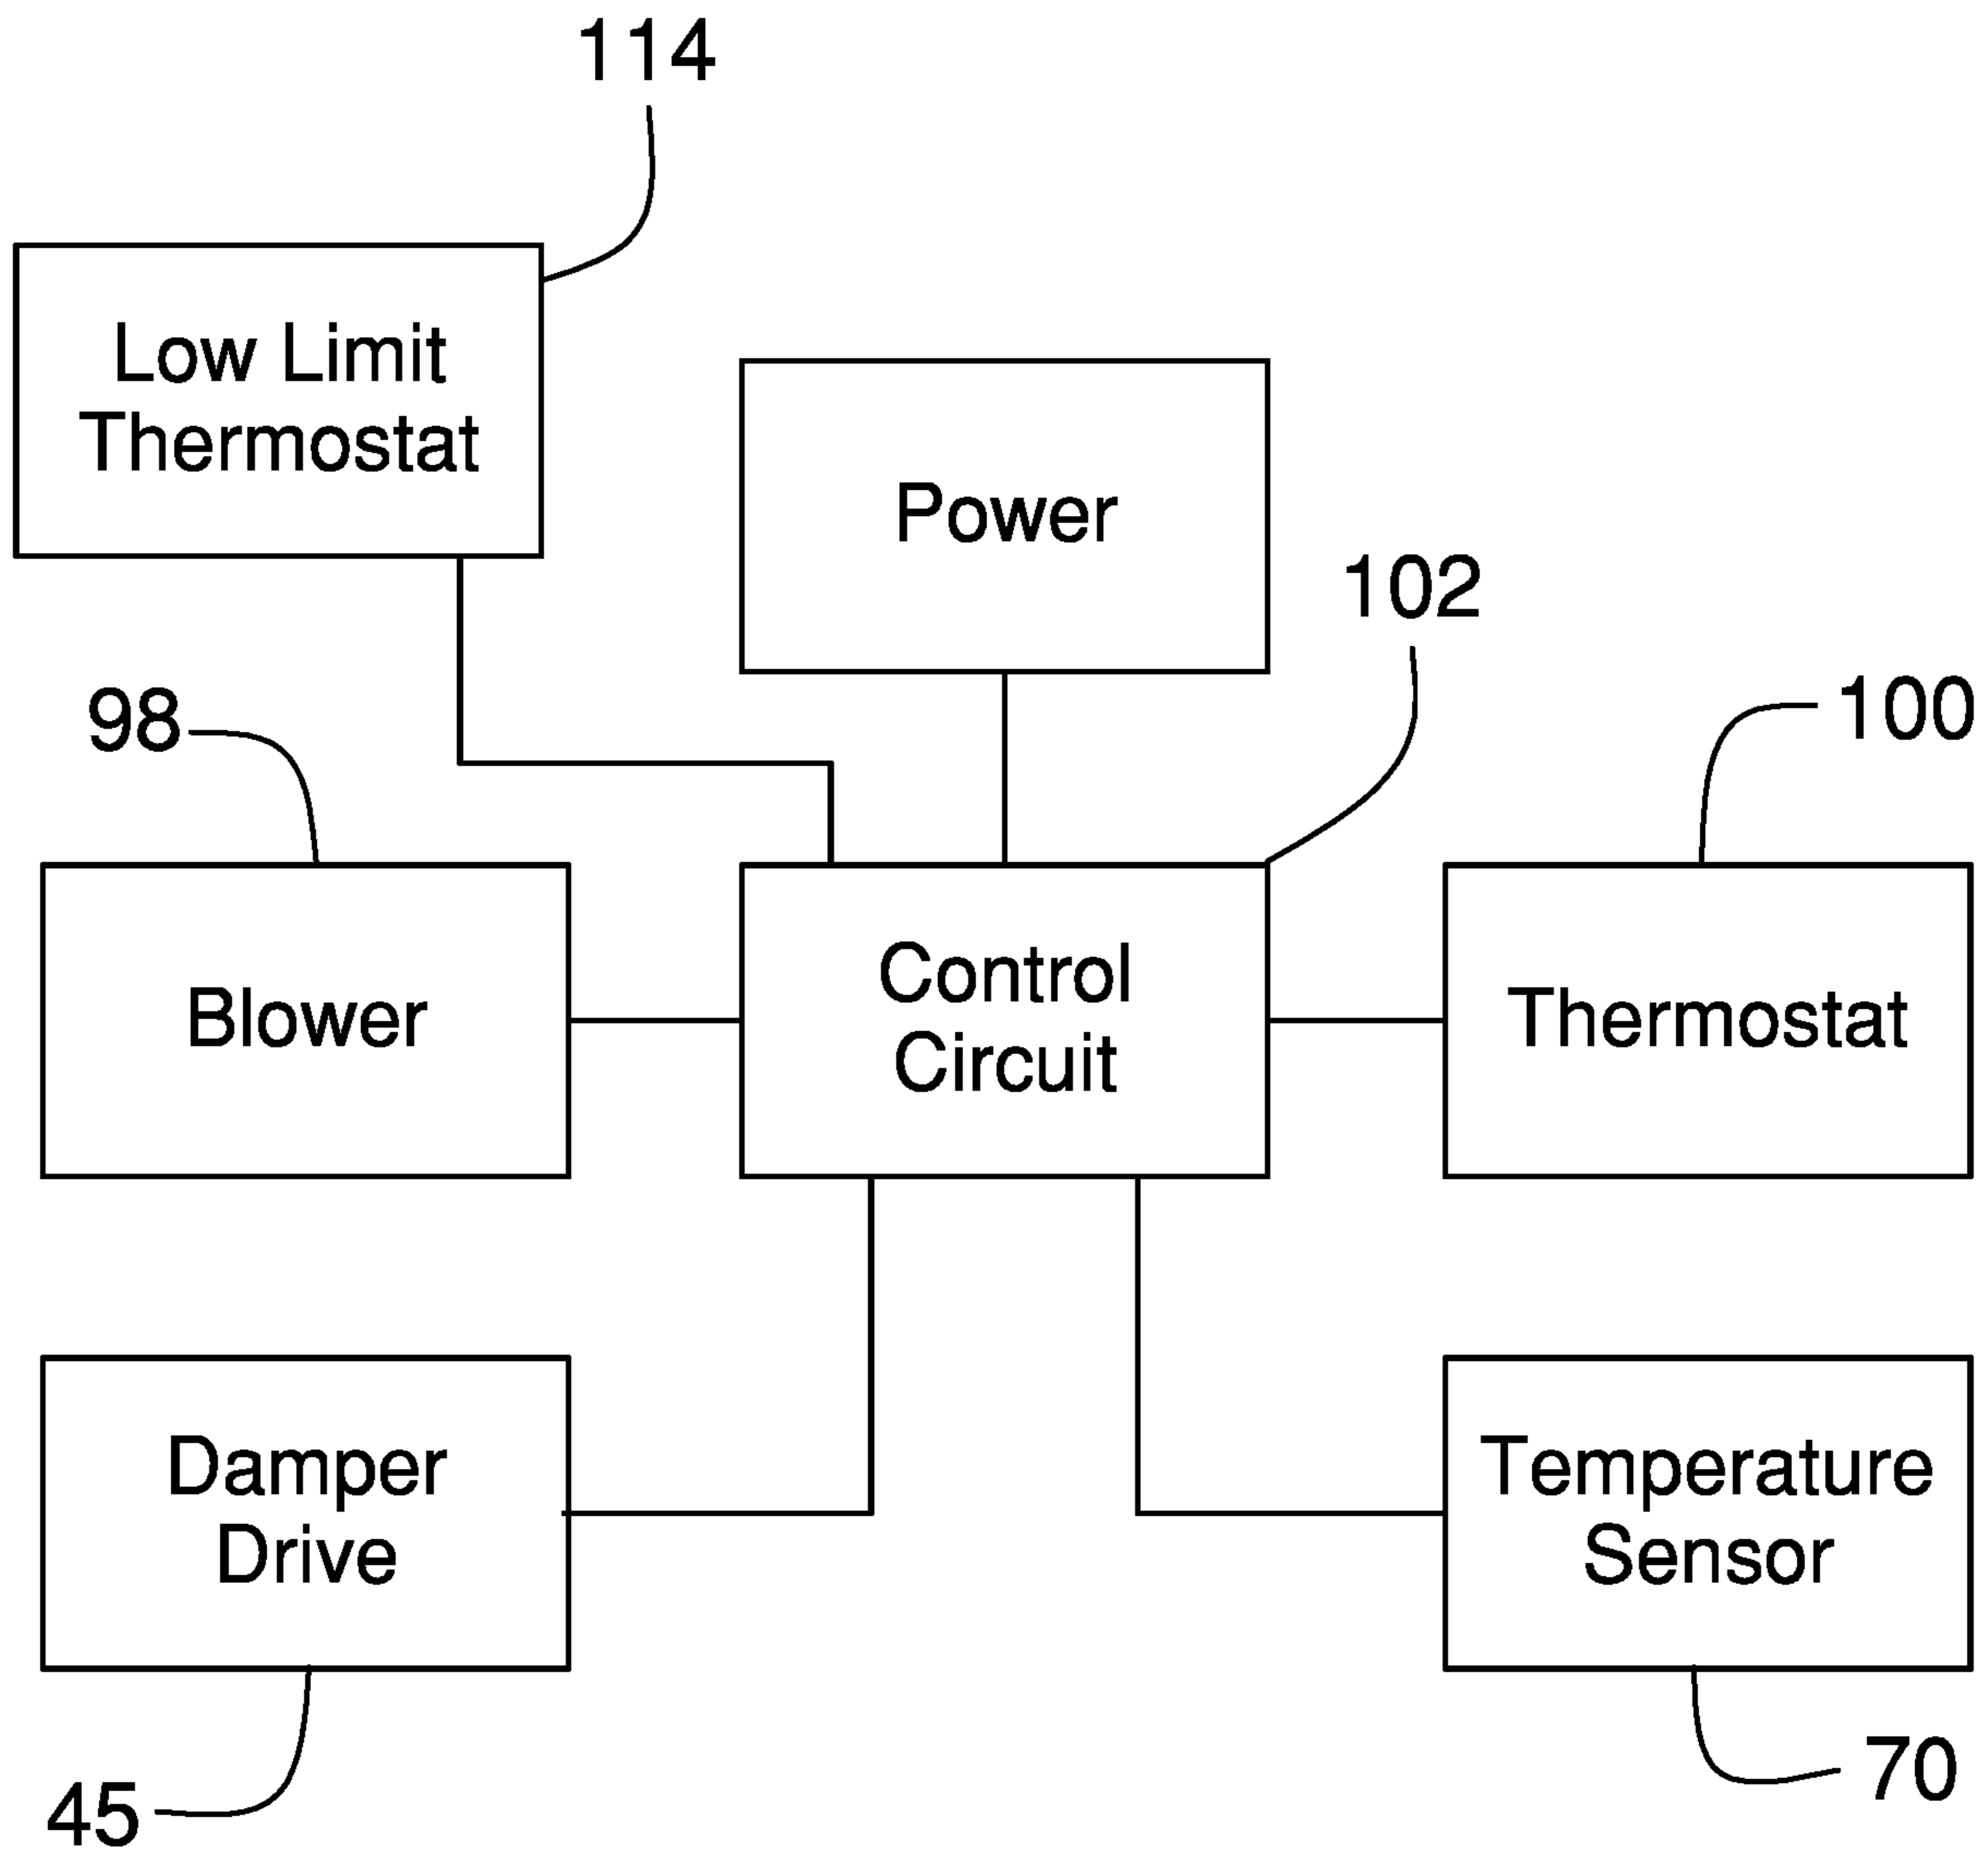 114
Low Limit
Thermostat
Power
102
98
100
Blower
Control
Circuit
Thermostat
Damper
Drive
Temperature
Sensor
45
70